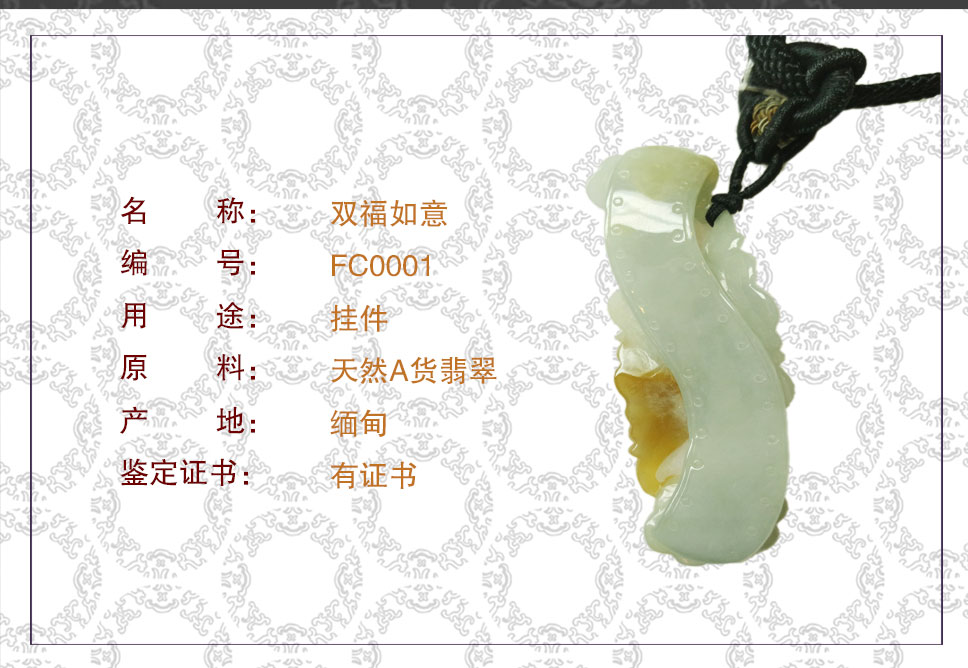 名 称： 双福如意
编 号： FC0001
用 途： 挂件
原 料： 天然A货翡翠
产 地： 缅甸
鉴定证书： 有证书